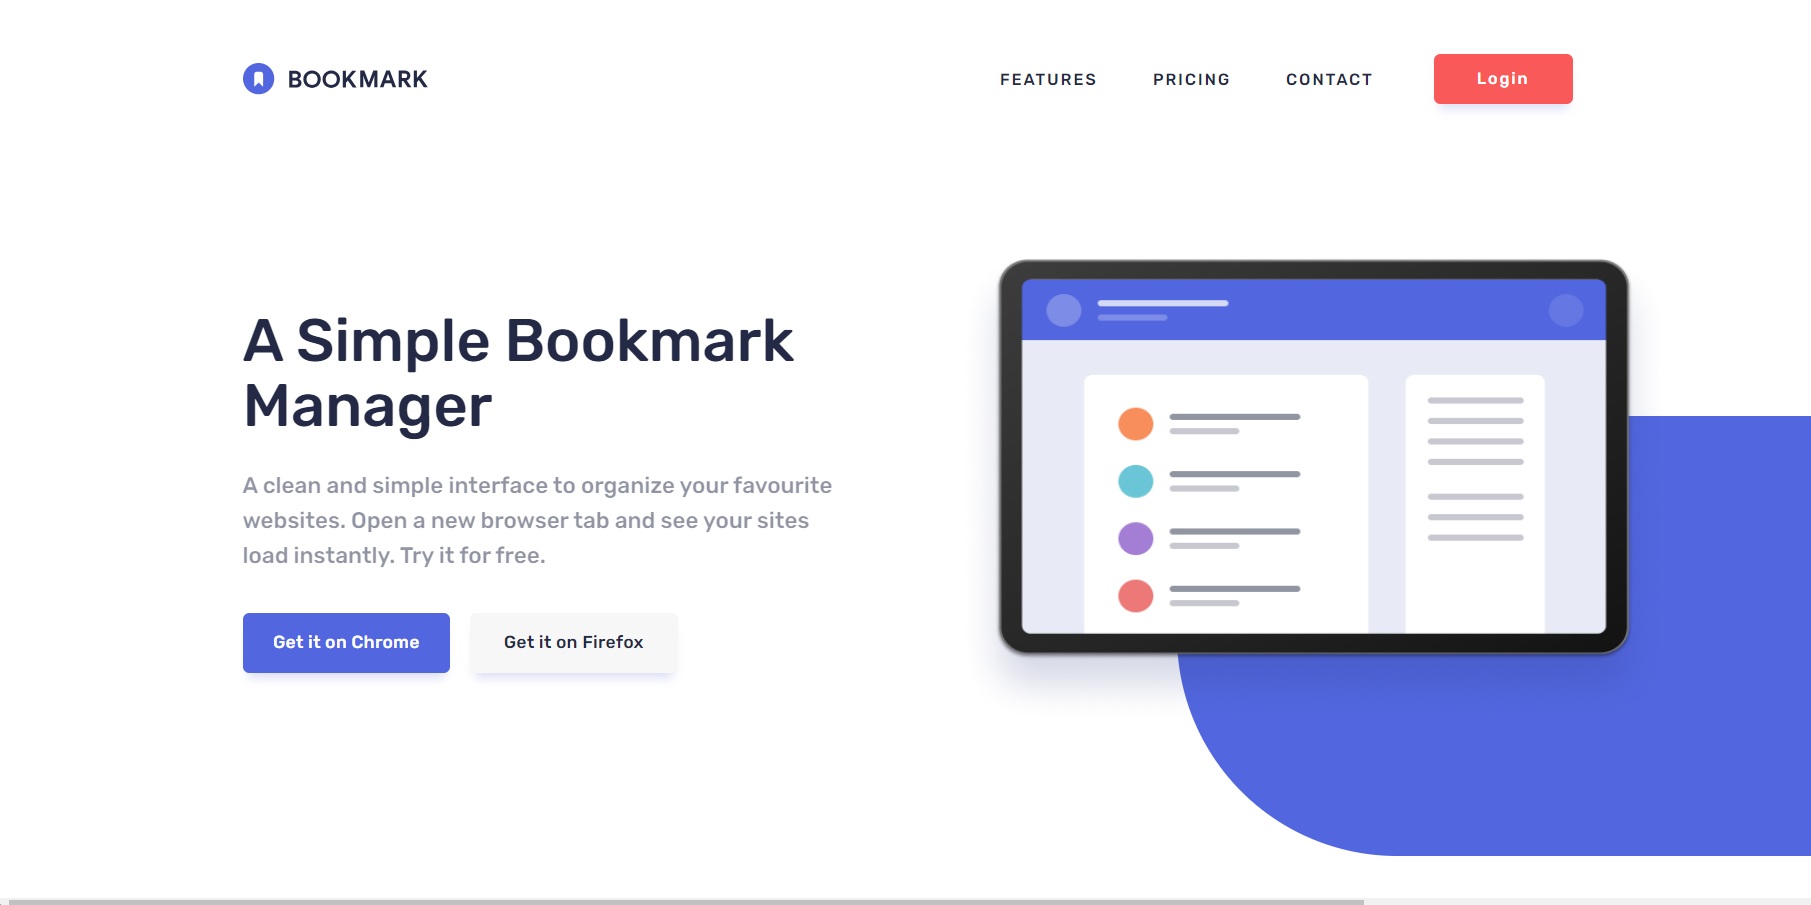 BOOKMARK
FEATURES PRICING CONTACT Login
A Simple Bookmark
Manager
A clean and simple interface to organize your favourite
websites. Open a new browser tab and see your sites
load instantly. Try it for free.
Get it on Chrome Get it on Firefox